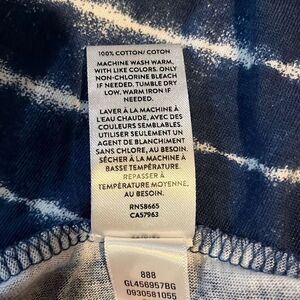 100% COTTON/ COTON
MACHINE WASH WARM,
WITH LIKE COLORS. ONLY
NON-CHLORINE BLEACH
IF NEEDED. TUMBLE DRY
LOW. WARM IRON IF
NEEDED.
LAVER À LA MACHINE À
L'EAU CHAUDE, AVEC DES
COULEURS SEMBLABLES.
UTILISER SEULEMENT UN
AGENT DE BLANCHIMENT
SANS CHLORE, AU BESOIN.
SÉCHER À LA MACHINE À
BASSE TEMPÉRATURE.
REPASSER À
TEMPÉRATURE MOYENNE,
AU BESOIN.
RN58665
CA57963
888
GL456957BG
0930581055